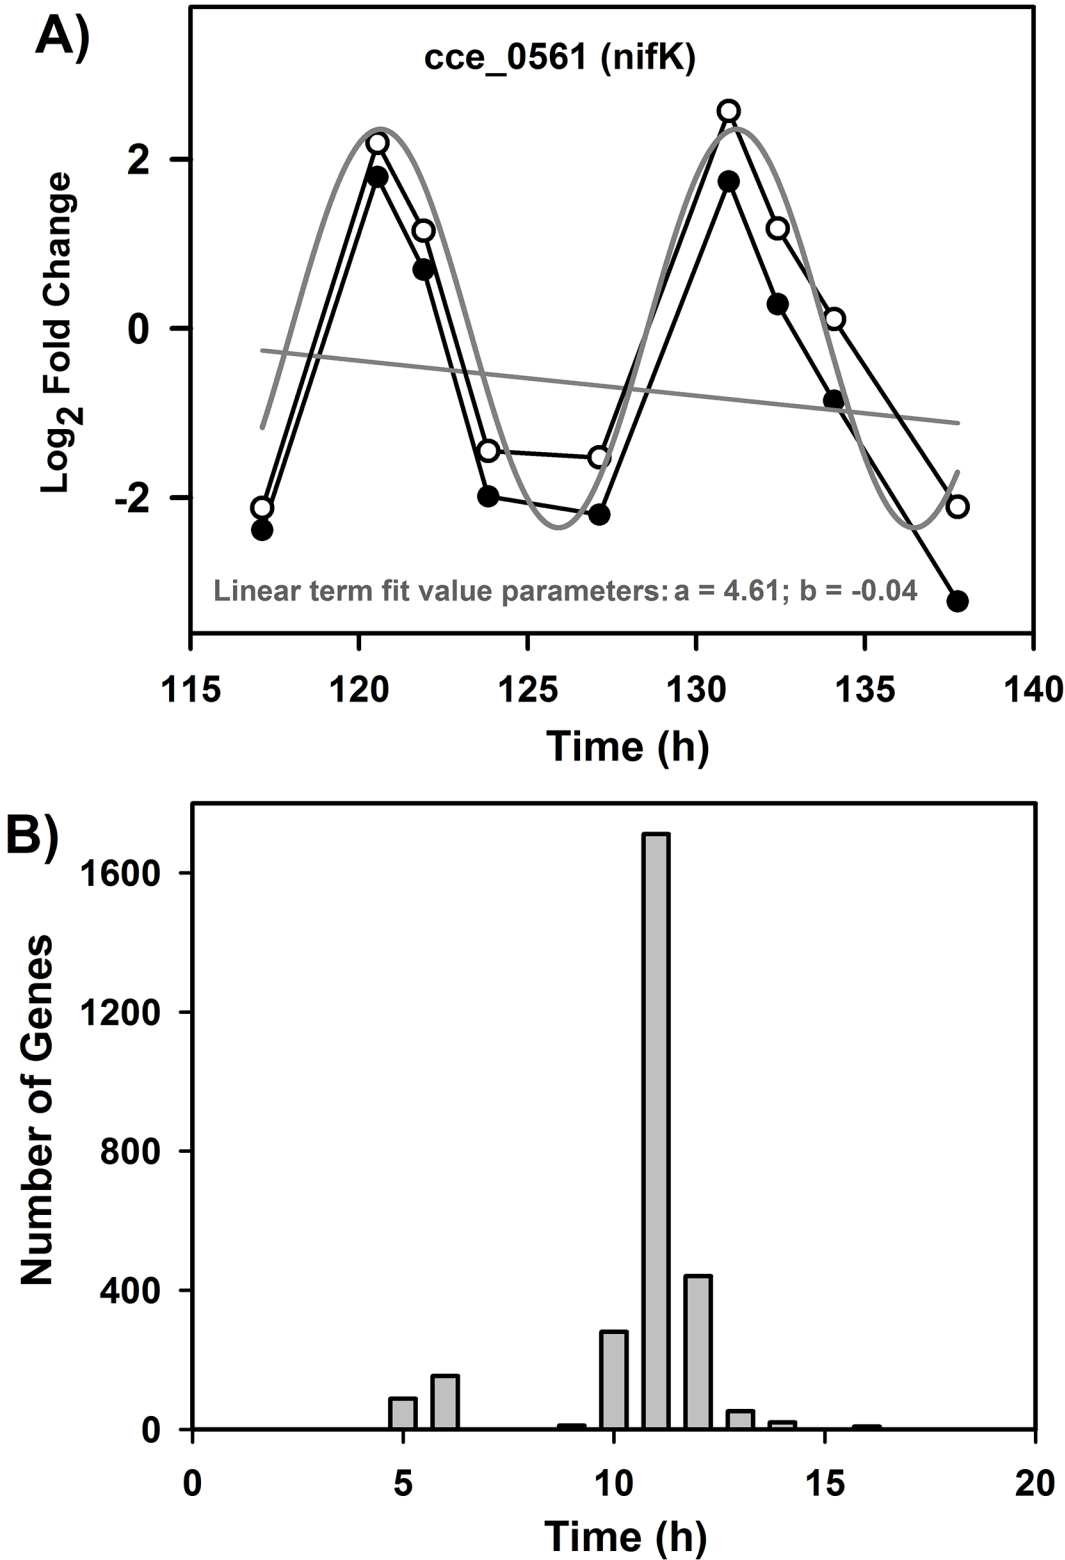 A)
cce_0561 (nifK)
2
0
-2
Log2 Fold Change
Linear term fit value parameters: a = 4.61; b = -0.04
115 120 125 130 135 140
Time (h)
B)
1600
1200
800
400
0
Number of Genes
0 5 10 15 20
Time (h)